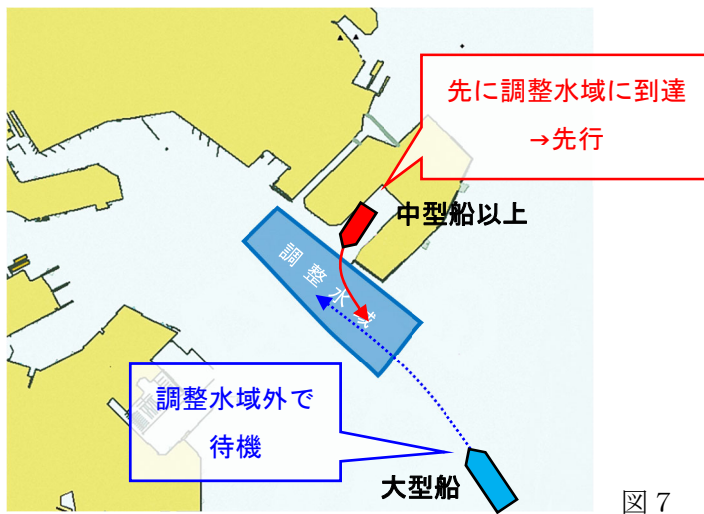 先に調整水域に到達
→先行
中型船以上
調整水域
調整水域外で
待機
大型船
図7